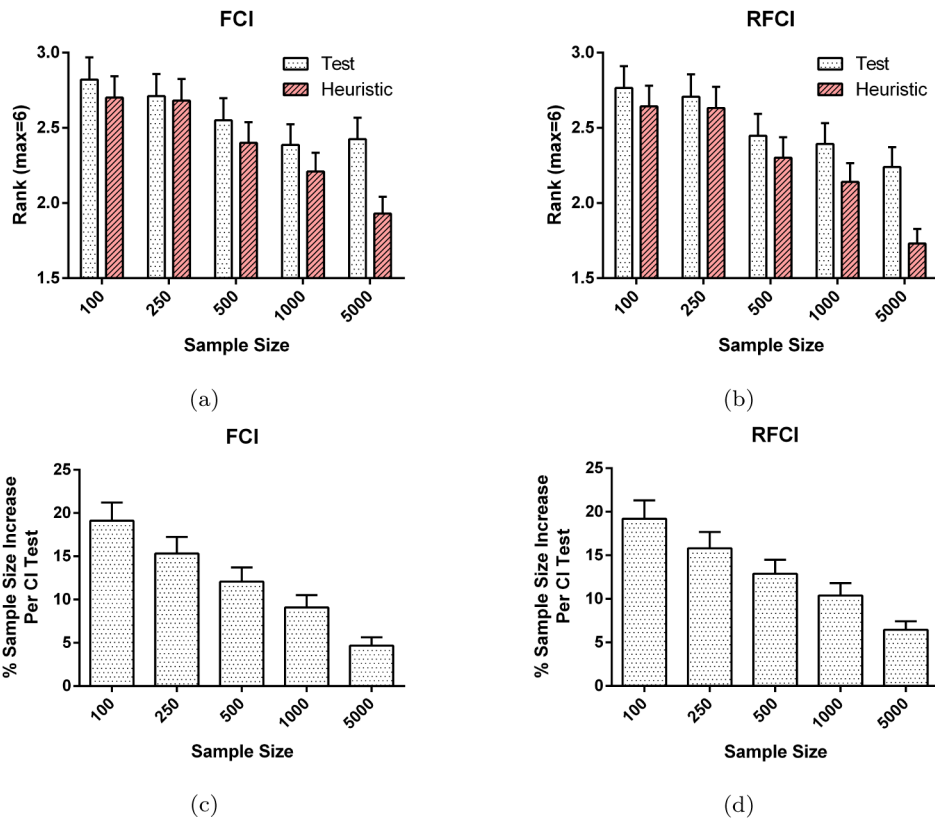 FCI
Rank (max=6)
3.0
2.5
2.0
1.5
Test
Heuristic
100
250
500
1000
5000
Sample Size
(a)
RFCI
Rank (max=6)
3.0
2.5
2.0
1.5
Test
Heuristic
100
250
500
1000
5000
Sample Size
(b)
FCI
% Sample Size Increase
Per CI Test
25
20
15
10
5
0
100
250
500
1000
5000
Sample Size
(c)
RFCI
% Sample Size Increase
Per CI Test
25
20
15
10
5
0
100
250
500
1000
5000
Sample Size
(d)